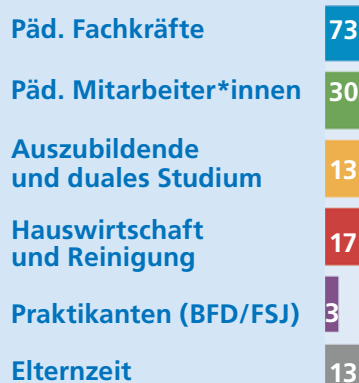 Päd. Fachkräfte 73
Päd. Mitarbeiter*innen 30
Auszubildende
und duales Studium 13
Hauswirtschaft
und Reinigung 17
Praktikanten (BFD/FSJ) 3
Elternzeit 13